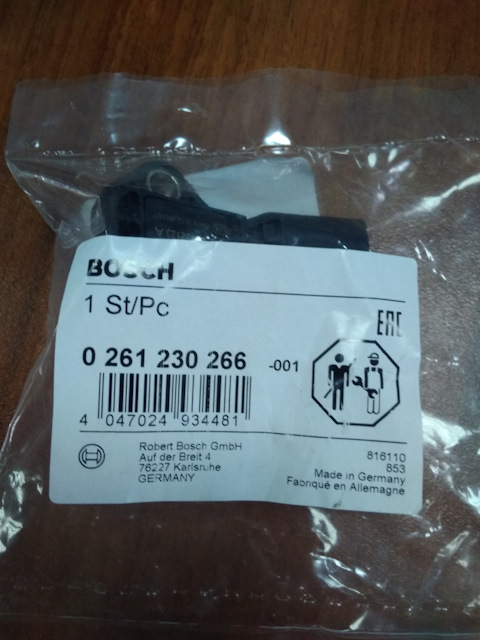 BOSCH
1 St/Pc
EAC
0 261 230 266 -001
4 047024 934481
Robert Bosch GmbH
Auf der Breit 4
76227 Karlsruhe
GERMANY
816110
853
Made in Germany
Fabriqué en Allemagne